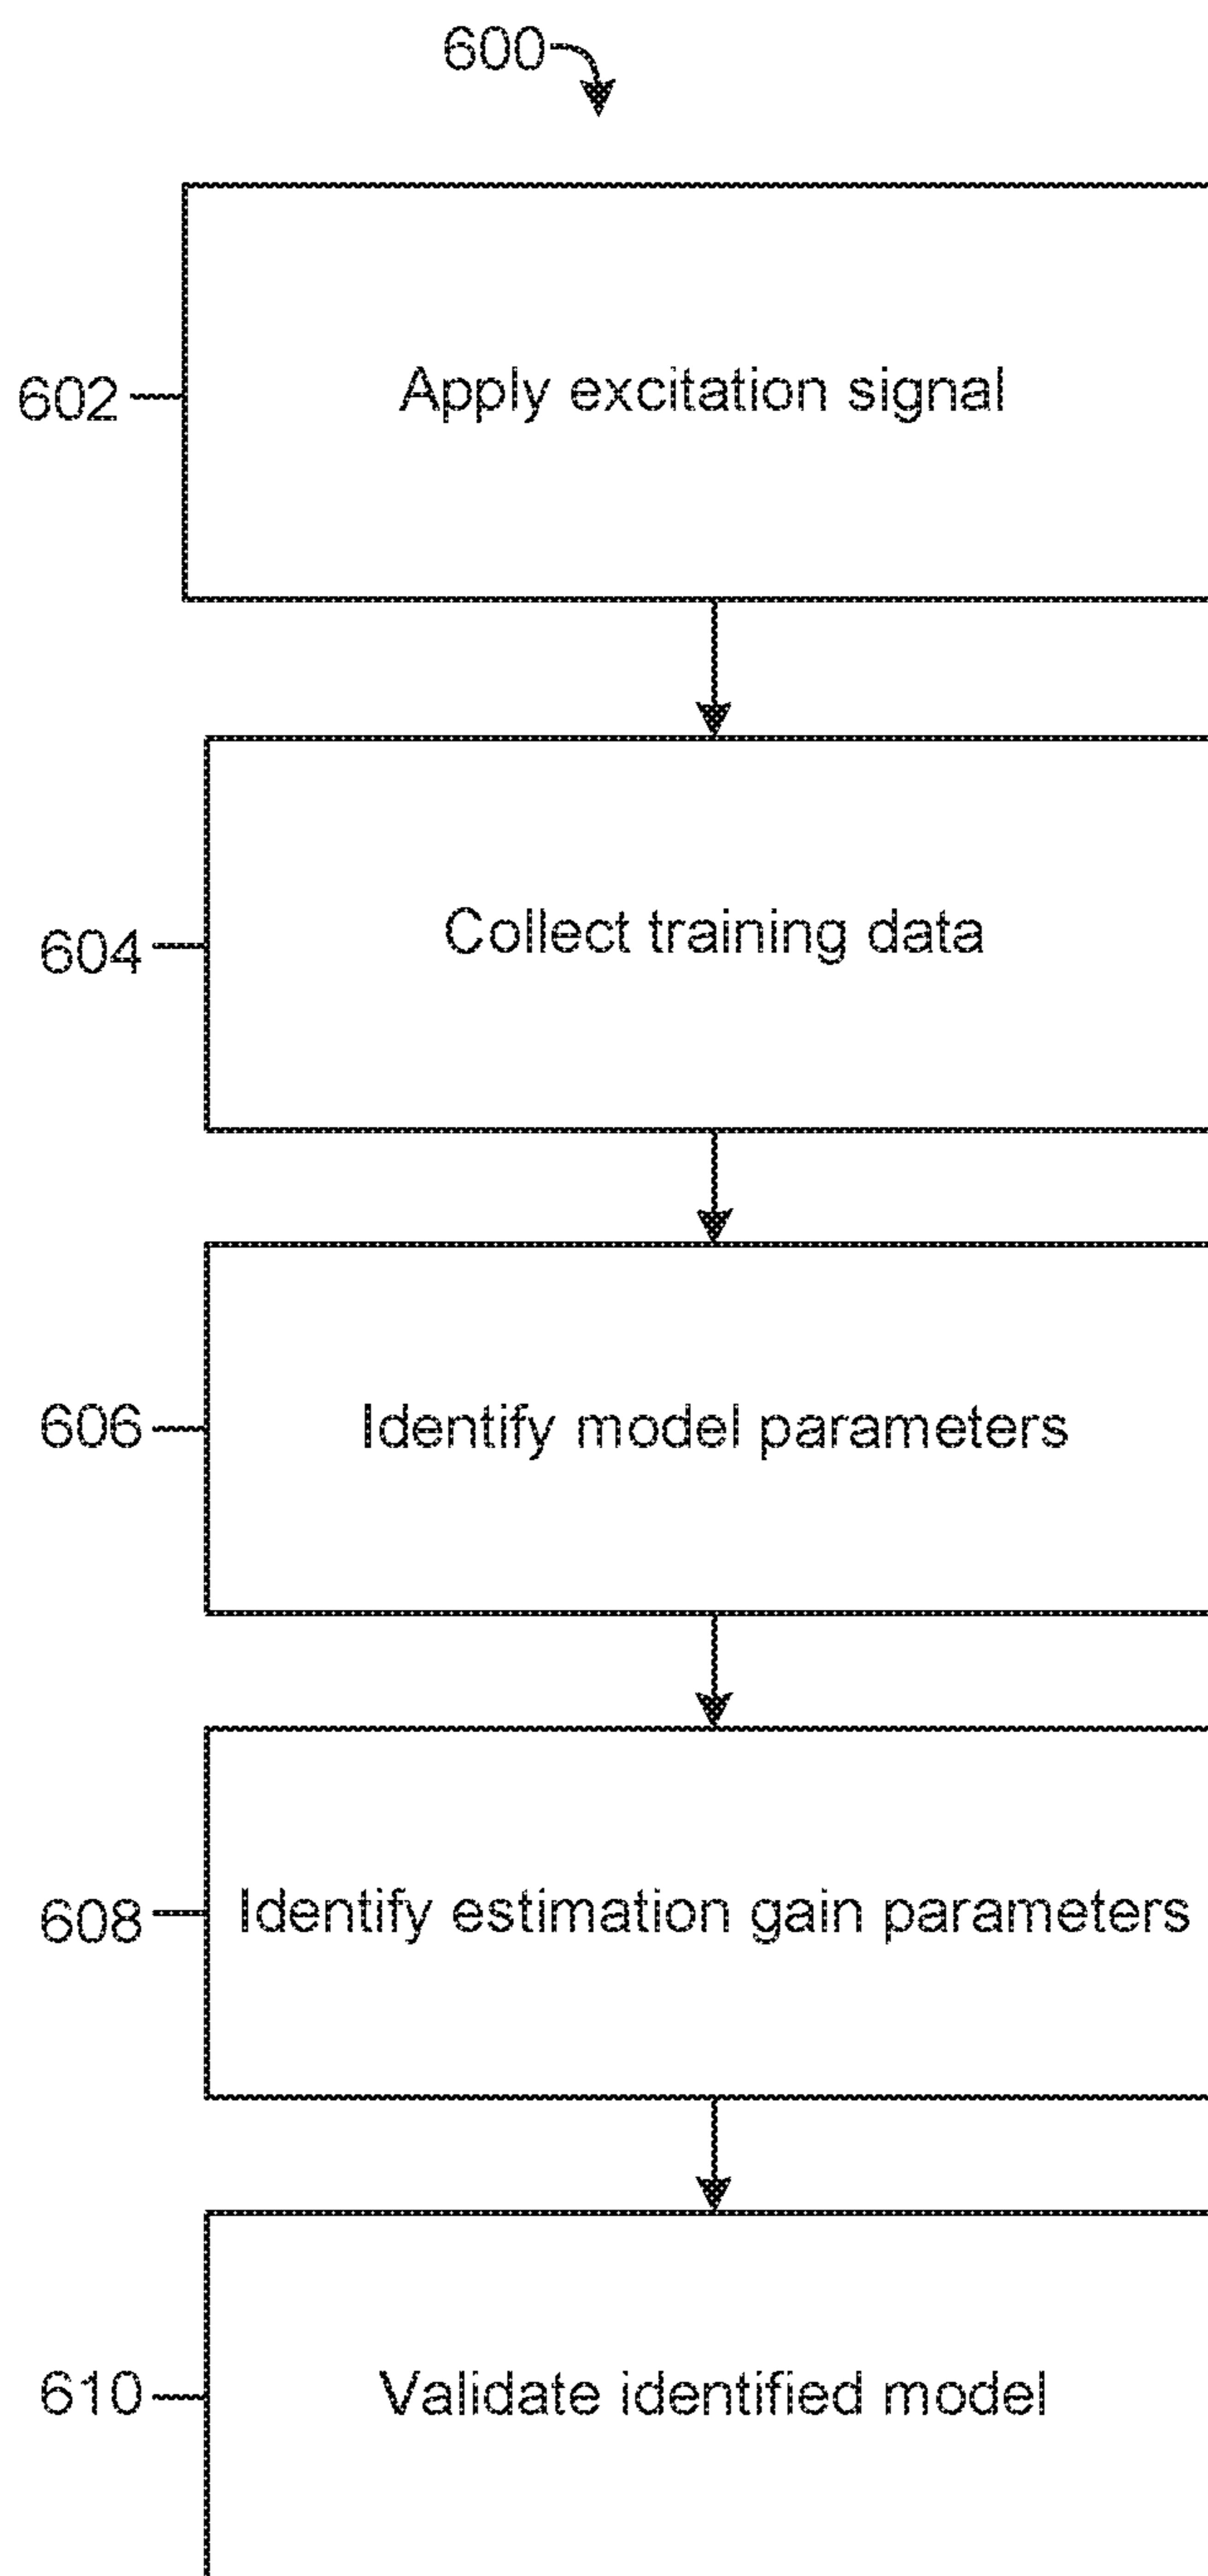 600
602
Apply excitation signal
604
Collect training data
606
Identify model parameters
608
Identify estimation gain parameters
610
Validate identified model